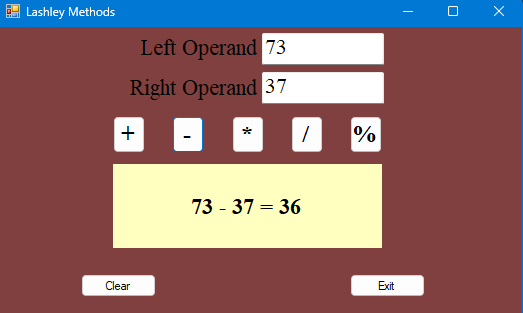 Lashley Methods
Left Operand 73
Right Operand 37
+ - * / %
73 - 37 = 36
Clear Exit